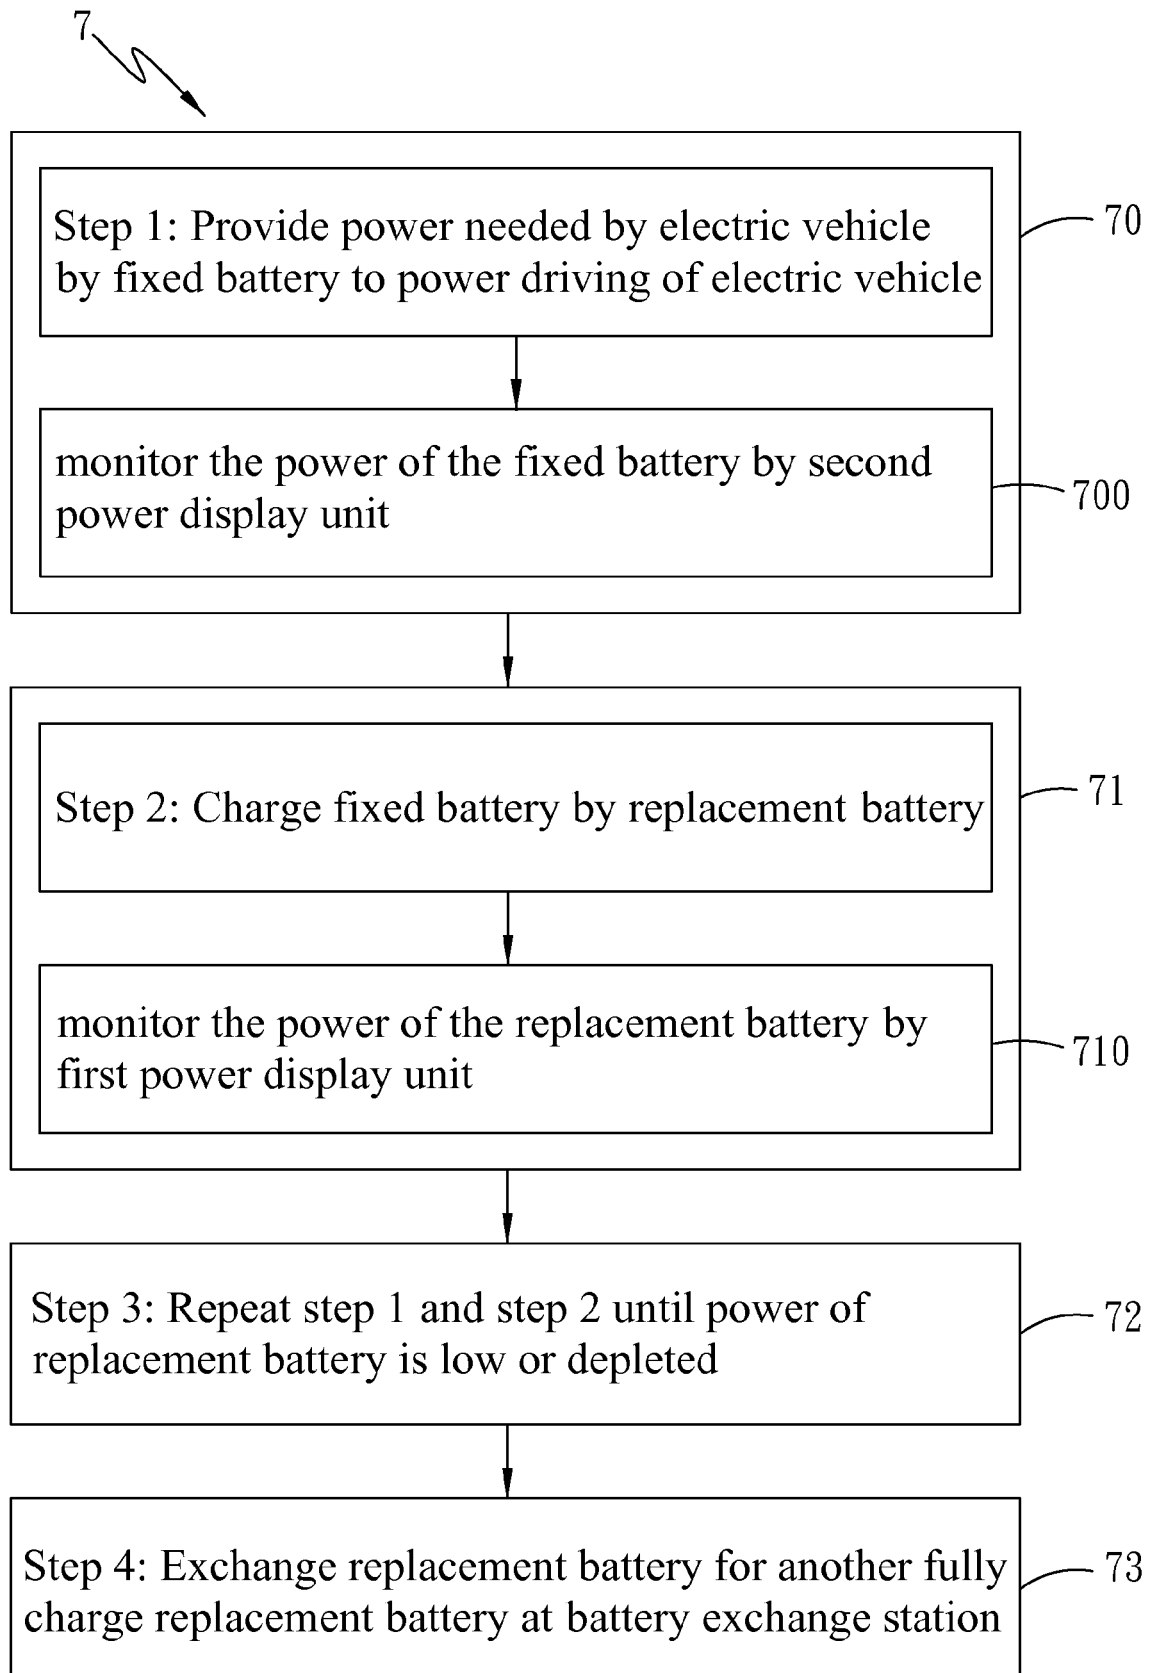 7
Step 1: Provide power needed by electric vehicle
by fixed battery to power driving of electric vehicle
70
monitor the power of the fixed battery by second
power display unit
700
Step 2: Charge fixed battery by replacement battery
71
monitor the power of the replacement battery by
first power display unit
710
Step 3: Repeat step 1 and step 2 until power of
replacement battery is low or depleted
72
Step 4: Exchange replacement battery for another fully
charge replacement battery at battery exchange station
73